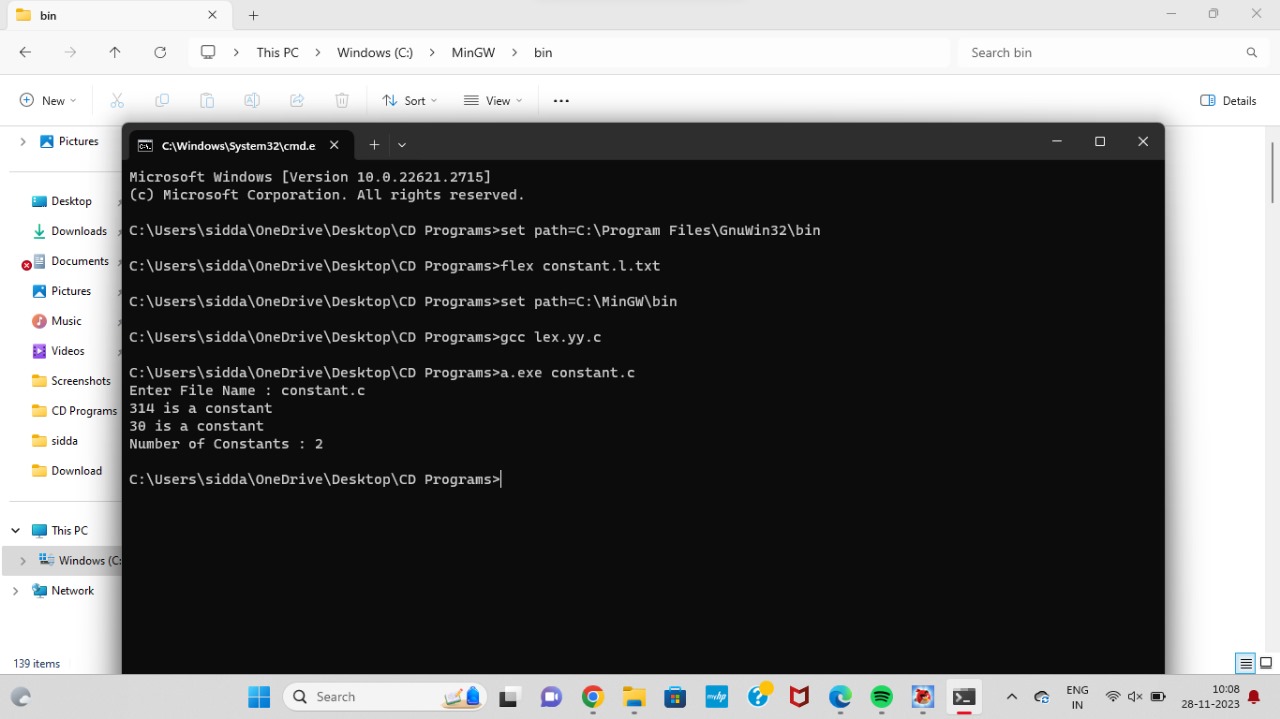 bin
This PC
Windows (C:)
MinGW
bin
Search bin
New
Sort
View
Details
Pictures
Desktop
Downloads
Documents
Pictures
Music
Videos
Screenshots
CD Programs
sidda
Download
This PC
Windows (C:
Network
139 items
C:\Windows\System32\cmd.e
Microsoft Windows [Version 10.0.22621.2715]
(c) Microsoft Corporation. All rights reserved.
C:\Users\sidda\OneDrive\Desktop\CD Programs>set path=C:\Program Files\GnuWin32\bin
C:\Users\sidda\OneDrive\Desktop\CD Programs>flex constant.l.txt
C:\Users\sidda\OneDrive\Desktop\CD Programs>set path=C:\MinGW\bin
C:\Users\sidda\OneDrive\Desktop\CD Programs>gcc lex.yy.c
C:\Users\sidda\OneDrive\Desktop\CD Programs>a.exe constant.c
Enter File Name : constant.c
314 is a constant
30 is a constant
Number of Constants : 2
C:\Users\sidda\OneDrive\Desktop\CD Programs>
Search
myhp
ENG
IN
10:08
28-11-2023